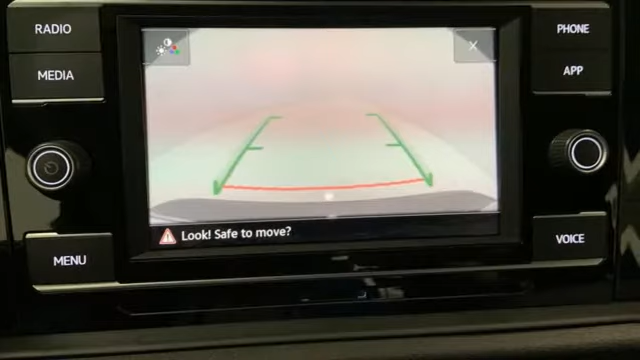 RADIO
MEDIA
MENU
X
Look! Safe to move?
PHONE
APP
VOICE